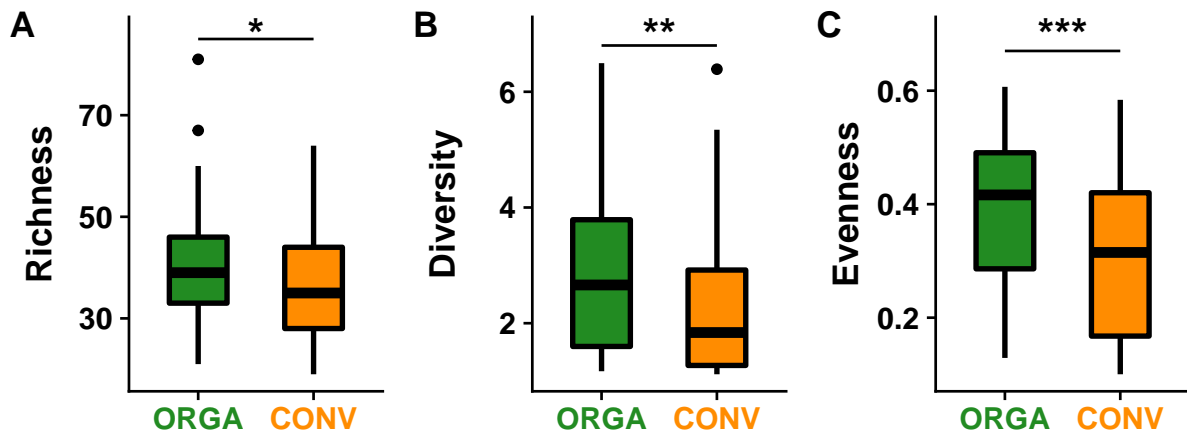 A
*
Richness
70
50
30
ORGA CONV
B
**
Diversity
6
4
2
ORGA CONV
C
***
Evenness
0.6
0.4
0.2
ORGA CONV